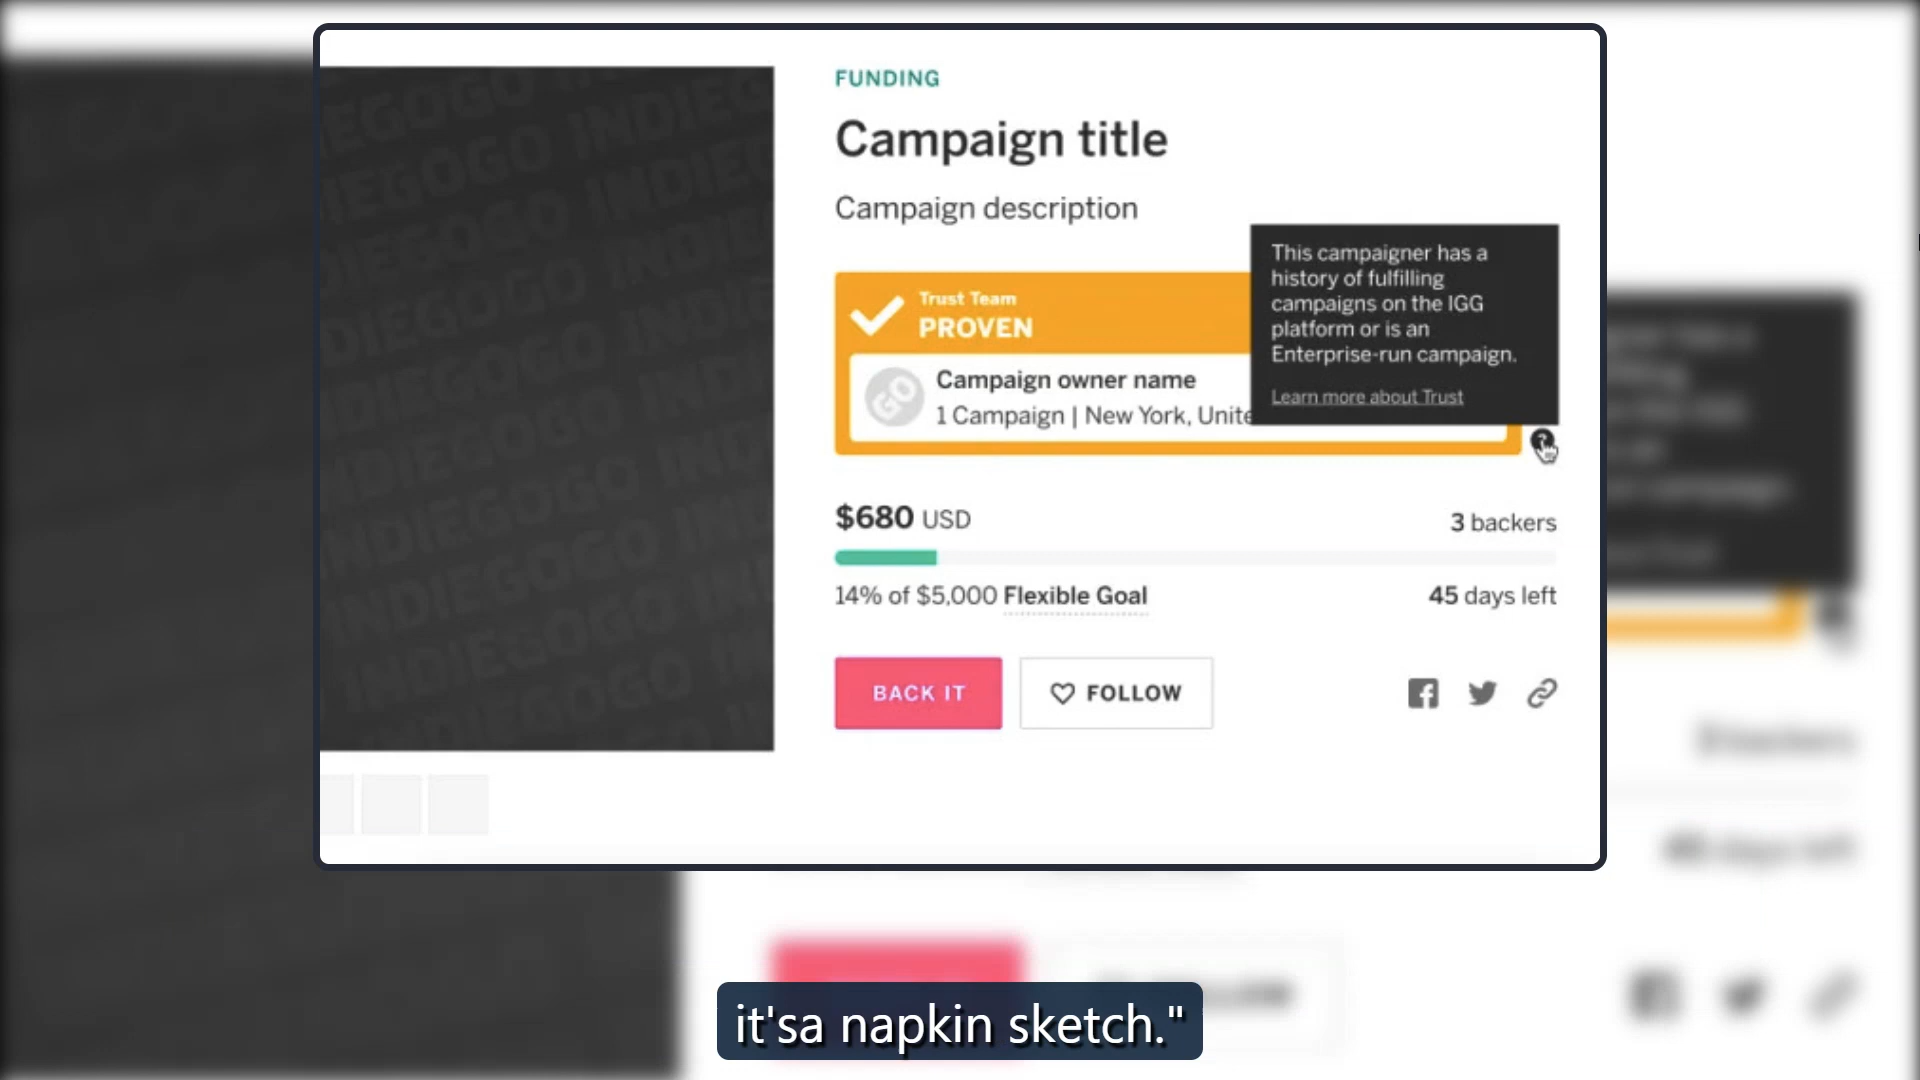 FUNDING
Campaign title
Campaign description
This campaigner has a
history of fulfilling
campaigns on the IGG
platform or is an
Enterprise-run campaign.
Learn more about Trust
Trust Team
PROVEN
GO
Campaign owner name
1 Campaign | New York, Unite
$680 USD
3 backers
14% of $5,000 Flexible Goal
45 days left
BACK IT
FOLLOW
INDIEGOGO INDIEGOGO
it'sa napkin sketch."